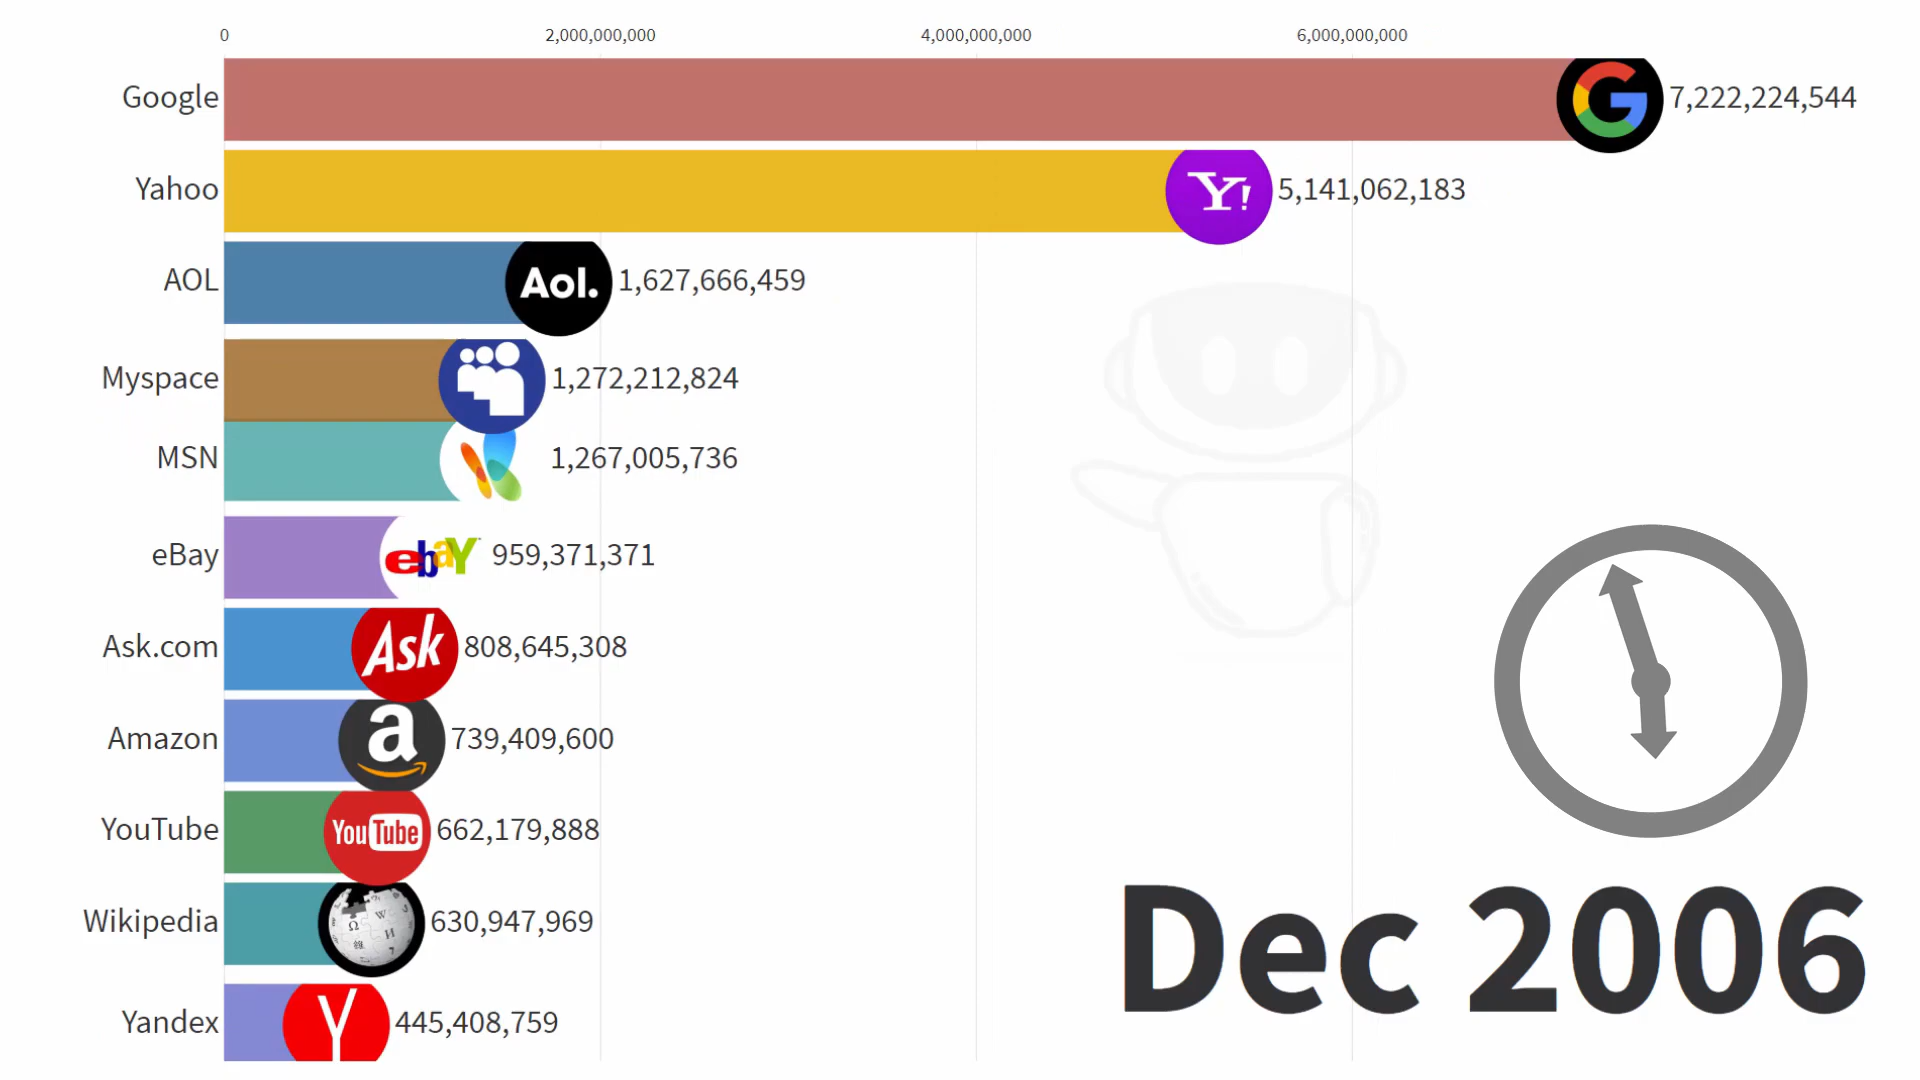 0 2,000,000,000 4,000,000,000 6,000,000,000
Google 7,222,224,544
Yahoo Y! 5,141,062,183
AOL Aol. 1,627,666,459
Myspace 1,272,212,824
MSN 1,267,005,736
eBay ebaY 959,371,371
Ask.com Ask 808,645,308
Amazon a 739,409,600
YouTube YouTube 662,179,888
Wikipedia 630,947,969
Yandex Y 445,408,759
Dec 2006